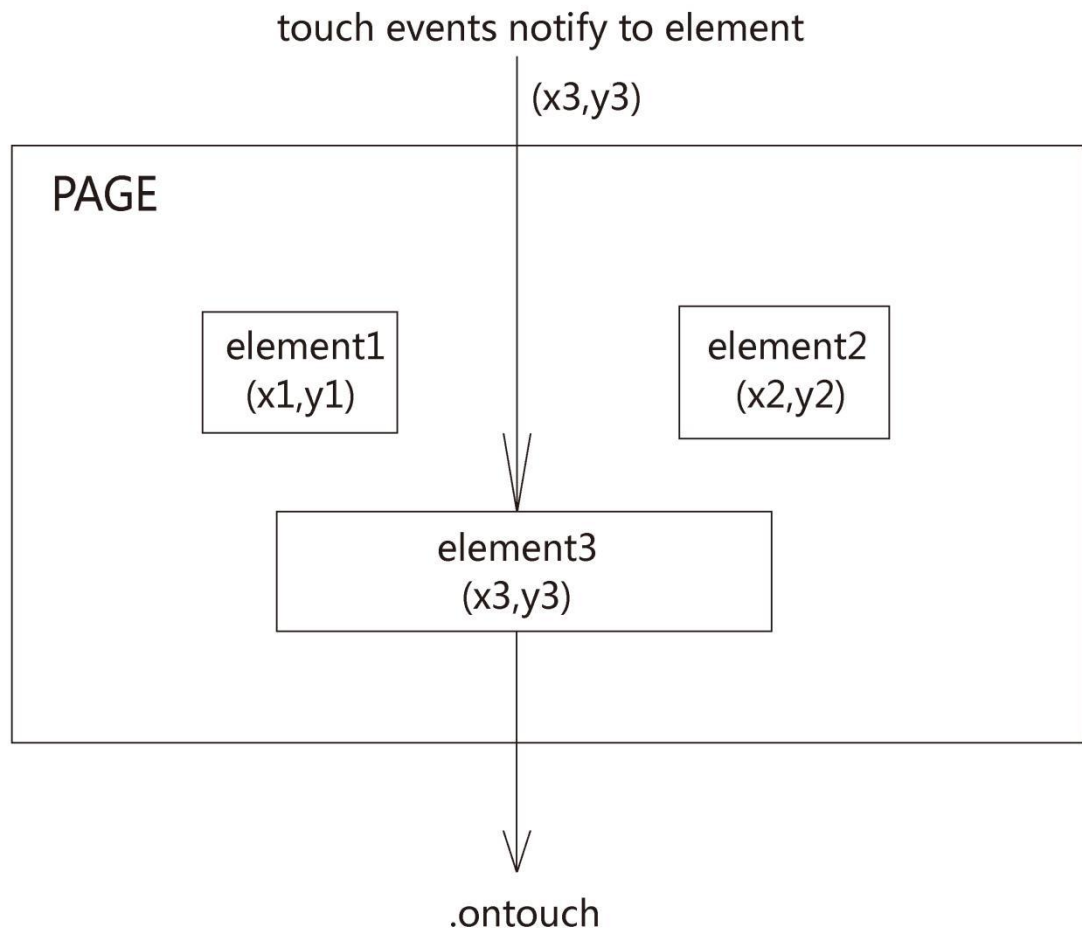 touch events notify to element
(x3,y3)
PAGE
element1
(x1,y1)
element2
(x2,y2)
element3
(x3,y3)
.ontouch